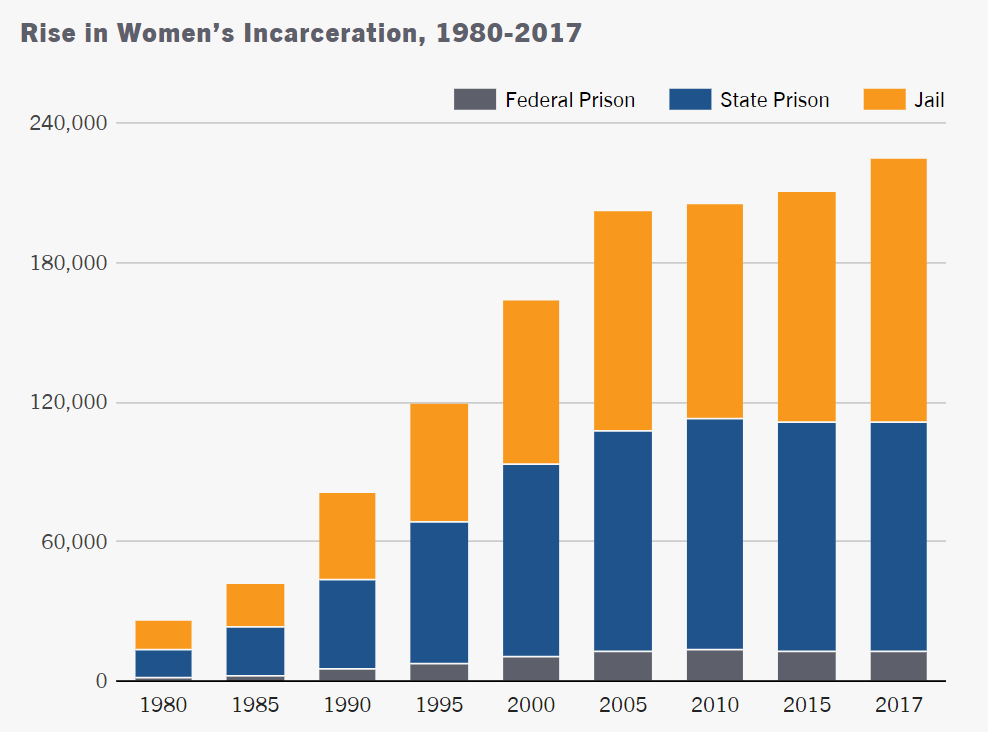 Rise in Women’s Incarceration, 1980-2017
Federal Prison State Prison Jail
240,000
180,000
120,000
60,000
0
1980 1985 1990 1995 2000 2005 2010 2015 2017